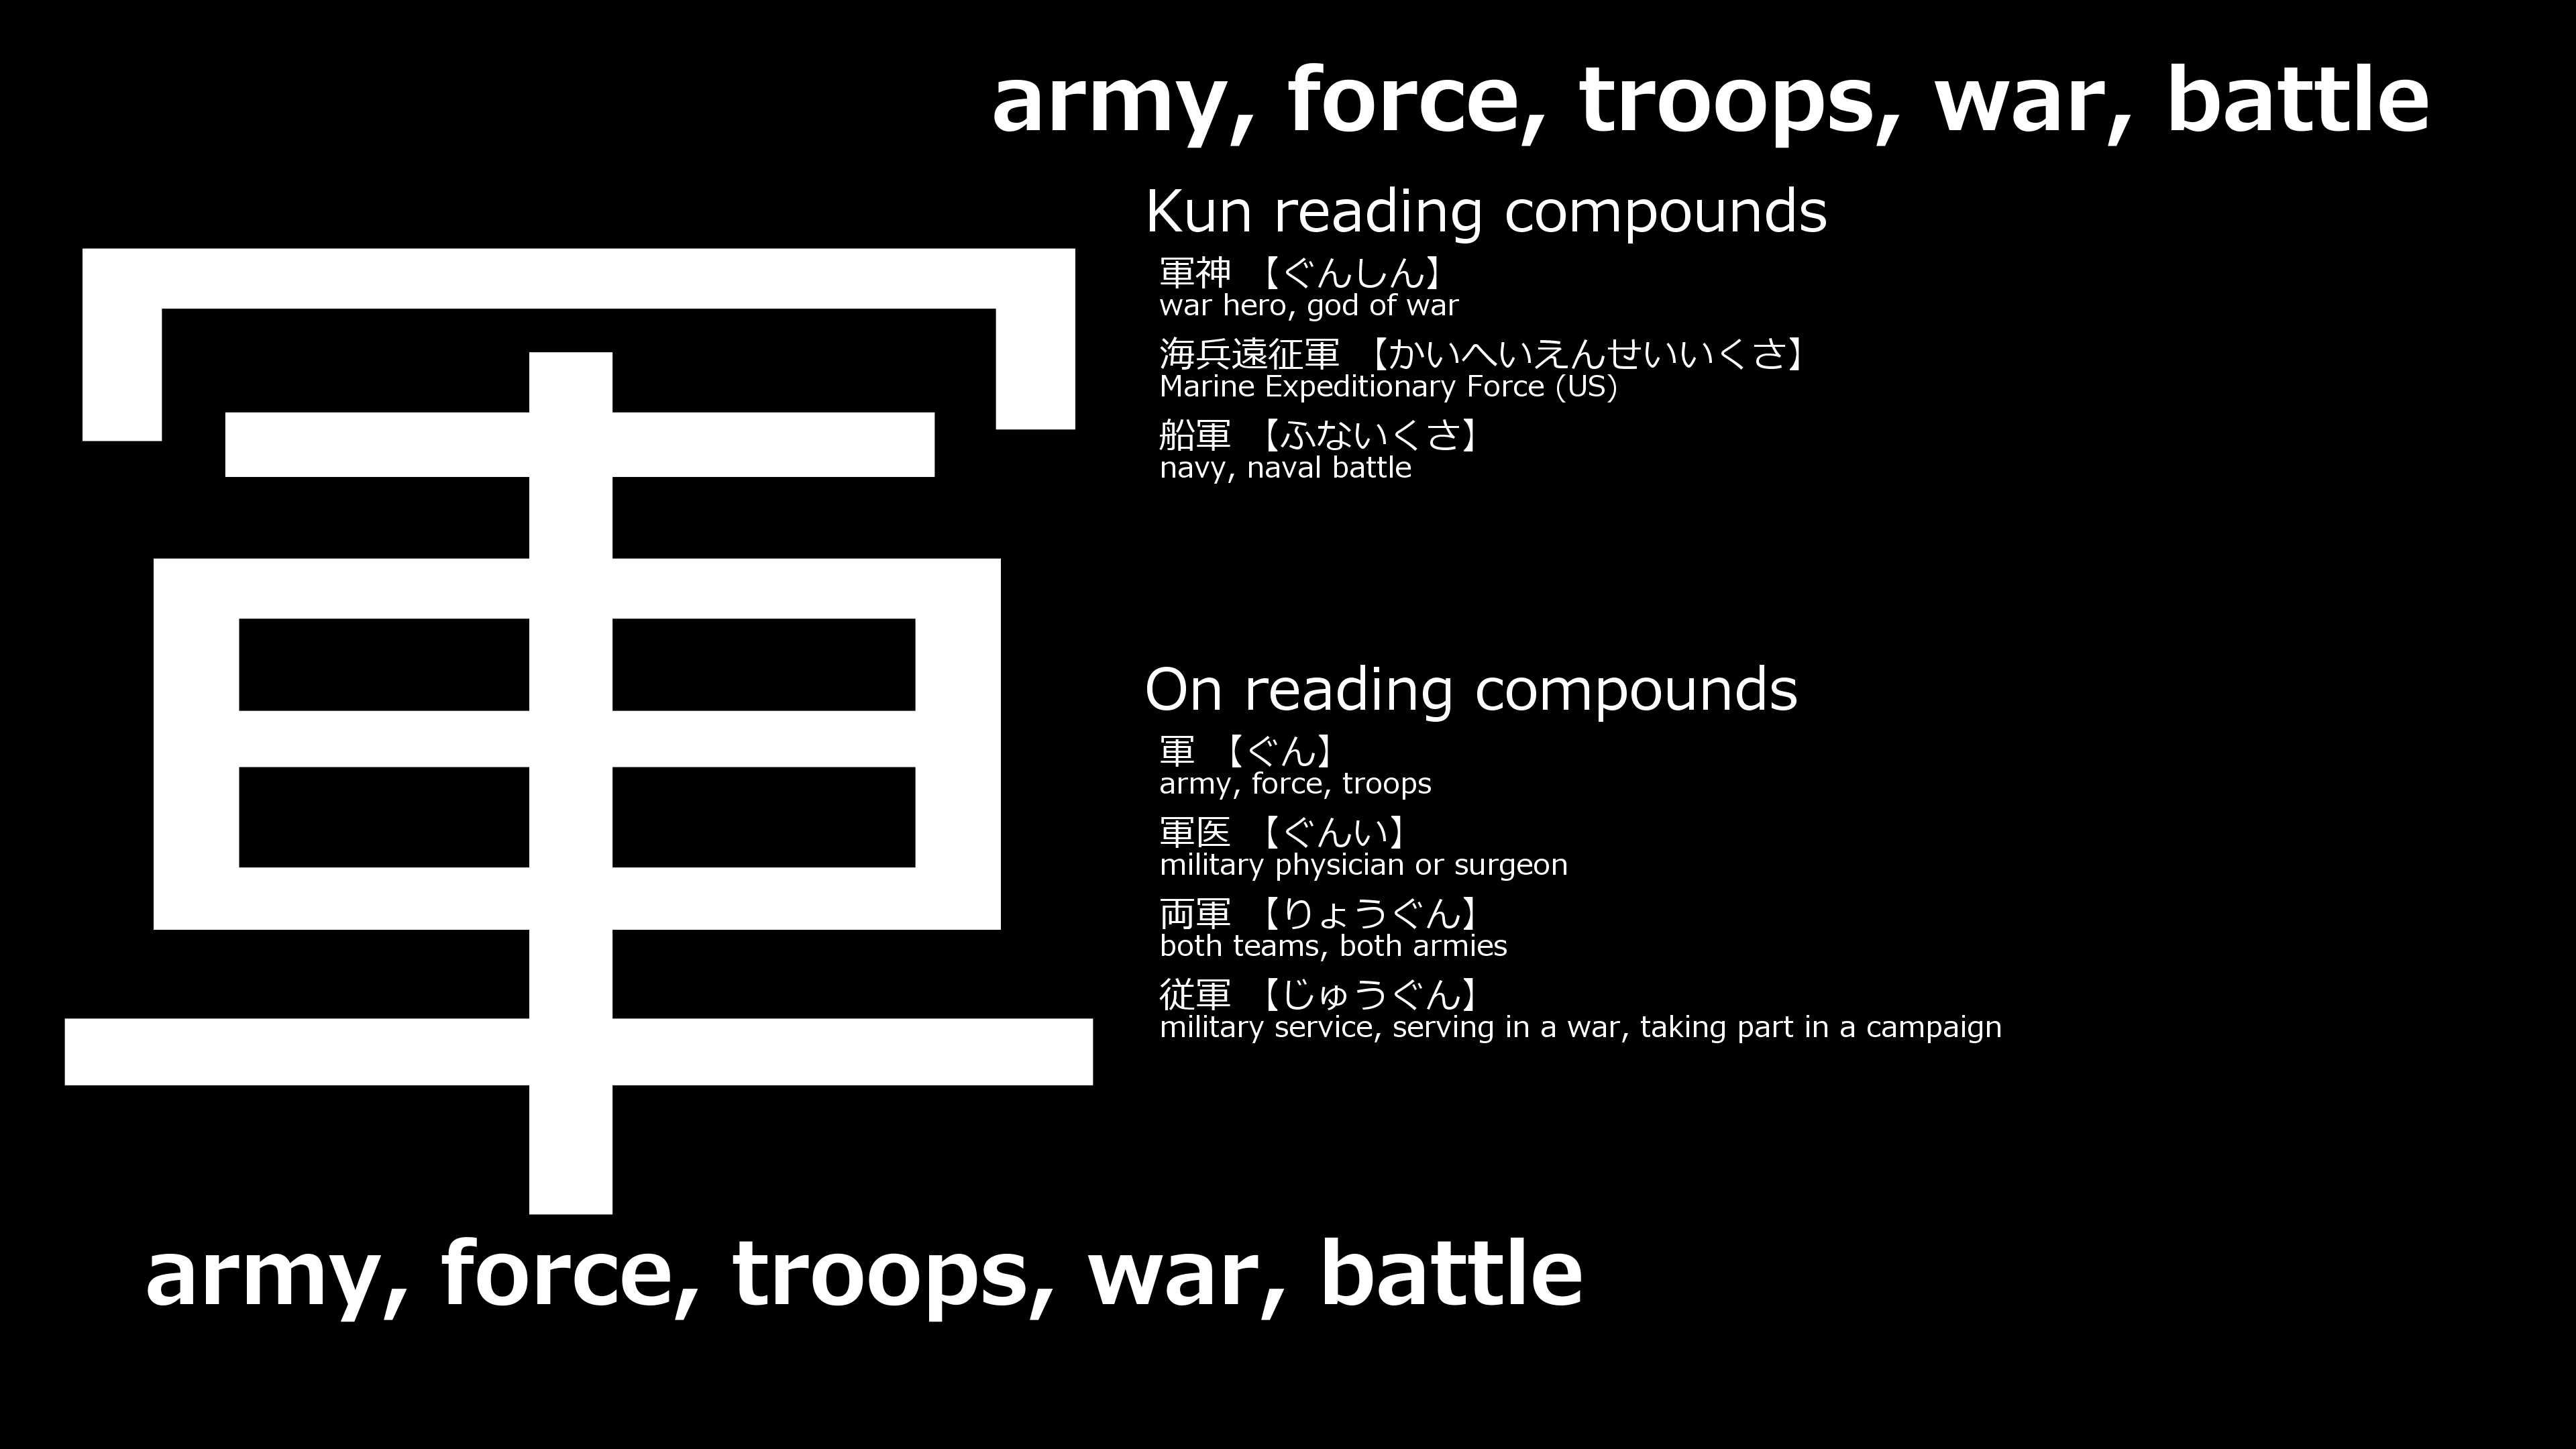 army, force, troops, war, battle
軍
Kun reading compounds
軍神 【ぐんしん】
war hero, god of war
海兵遠征軍 【かいへいえんせいいくさ】
Marine Expeditionary Force (US)
船軍 【ふないくさ】
navy, naval battle
On reading compounds
軍 【ぐん】
army, force, troops
軍医 【ぐんい】
military physician or surgeon
両軍 【りょうぐん】
both teams, both armies
従軍 【じゅうぐん】
military service, serving in a war, taking part in a campaign
army, force, troops, war, battle